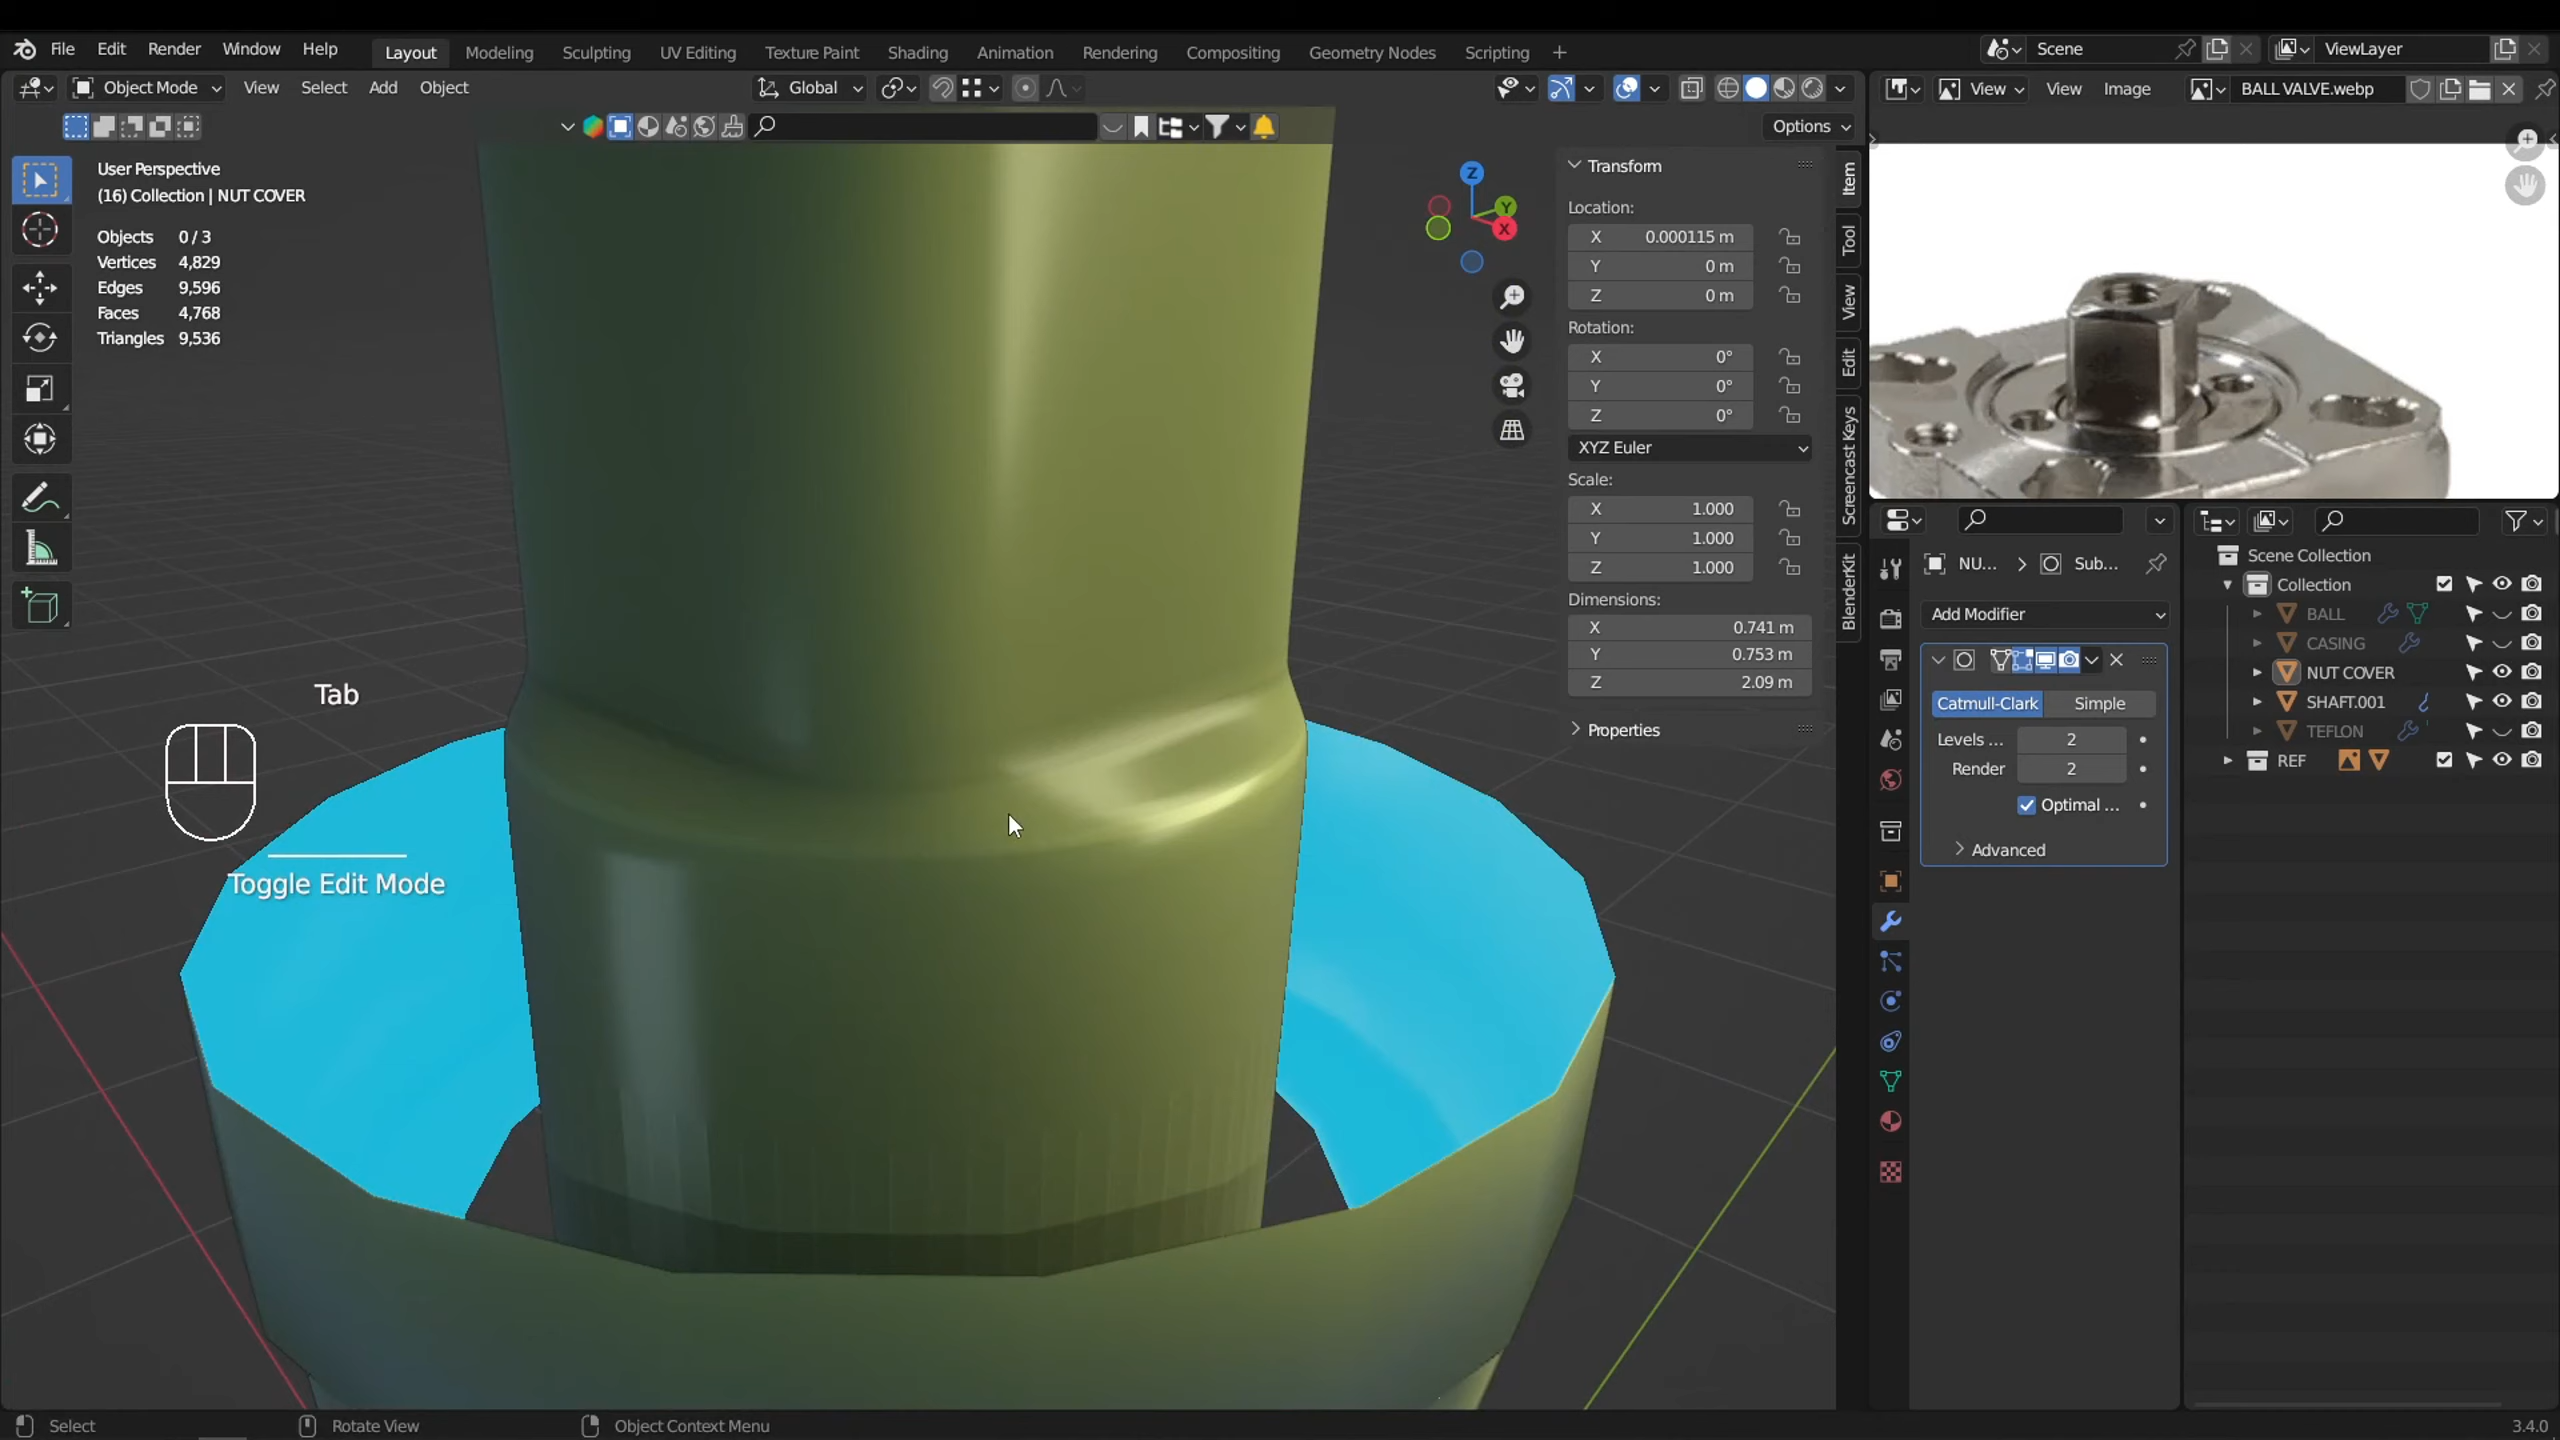 File Edit Render Window Help Layout Modeling Sculpting UV Editing Texture Paint Shading Animation Rendering Compositing Geometry Nodes Scripting Scene ViewLayer
Object Mode View Select Add Object Global View View Image BALL VALVE.webp
Options
User Perspective
(16) Collection | NUT COVER
Objects 0 / 3
Vertices 4,829
Edges 9,596
Faces 4,768
Triangles 9,536
Z
Y
X
Transform
Location:
X 0.000115 m
Y 0 m
Z 0 m
Rotation:
X 0°
Y 0°
Z 0°
XYZ Euler
Scale:
X 1.000
Y 1.000
Z 1.000
Dimensions:
X 0.741 m
Y 0.753 m
Z 2.09 m
Properties
Item
Tool
View
Edit
Screencast Keys
BlenderKit
Tab
Toggle Edit Mode
NU... Sub...
Add Modifier
Catmull-Clark Simple
Levels ... 2
Render 2
Optimal ...
Advanced
Scene Collection
Collection
BALL
CASING
NUT COVER
SHAFT.001
TEFLON
REF
Select Rotate View Object Context Menu 3.4.0